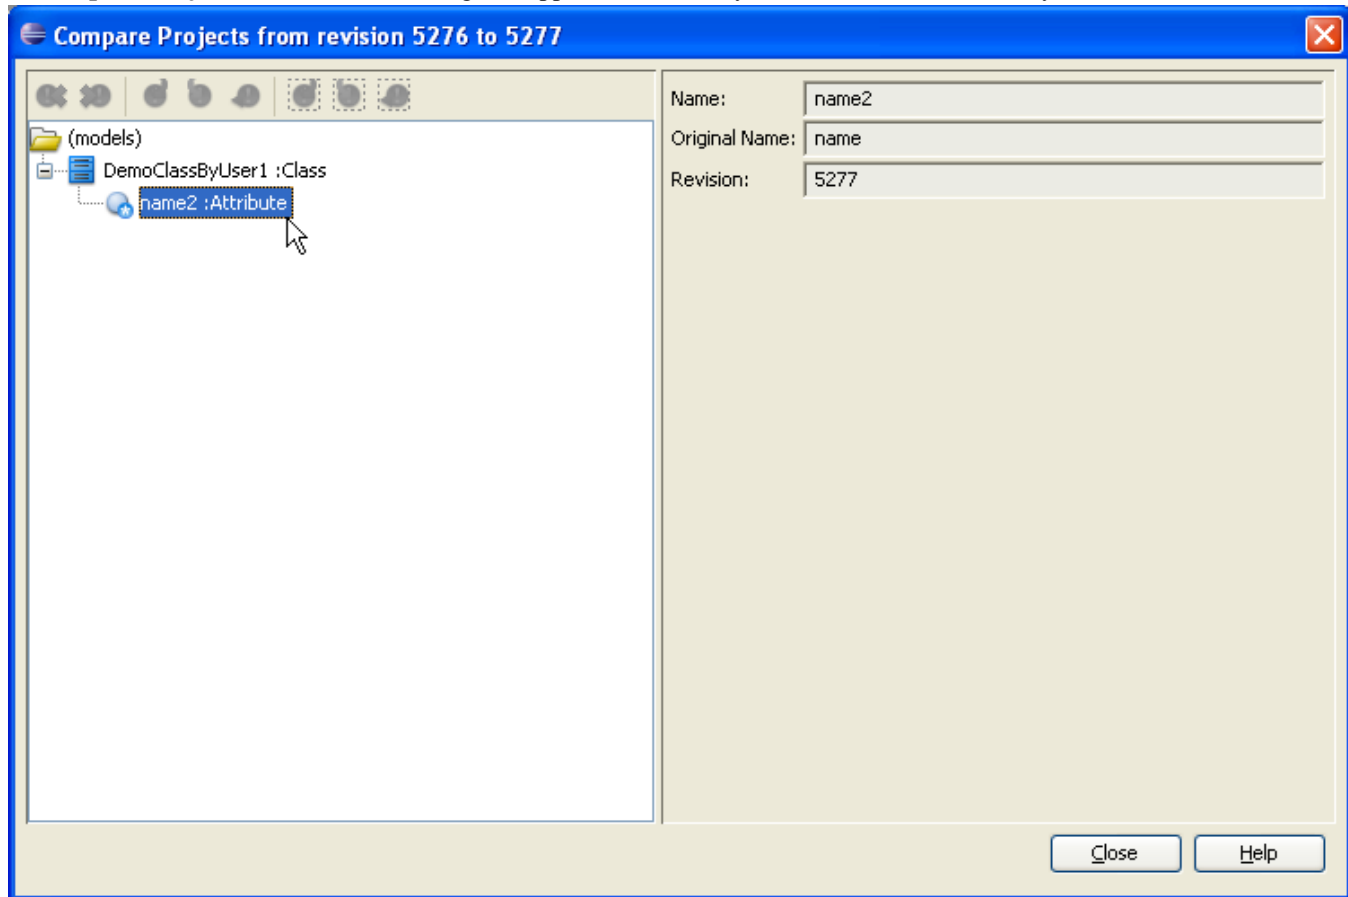 Compare Projects from revision 5276 to 5277
(models)
DemoClassByUser1 :Class
name2 :Attribute
Name: name2
Original Name: name
Revision: 5277
Close Help